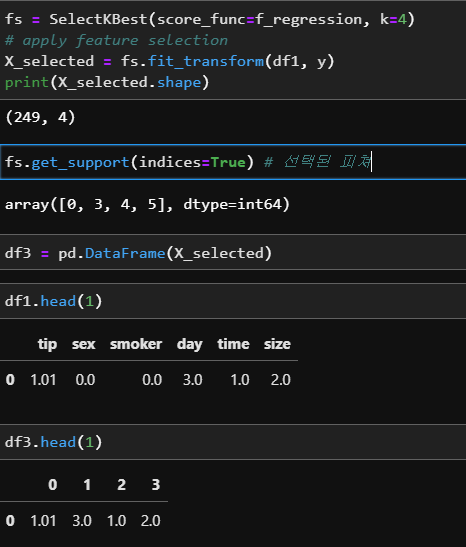 fs = SelectKBest(score_func=f_regression, k=4)
# apply feature selection
X_selected = fs.fit_transform(df1, y)
print(X_selected.shape)
(249, 4)
fs.get_support(indices=True) # 선택된 피쳐
array([0, 3, 4, 5], dtype=int64)
df3 = pd.DataFrame(X_selected)
df1.head(1)
tip sex smoker day time size
0 1.01 0.0 0.0 3.0 1.0 2.0
df3.head(1)
0 1 2 3
0 1.01 3.0 1.0 2.0